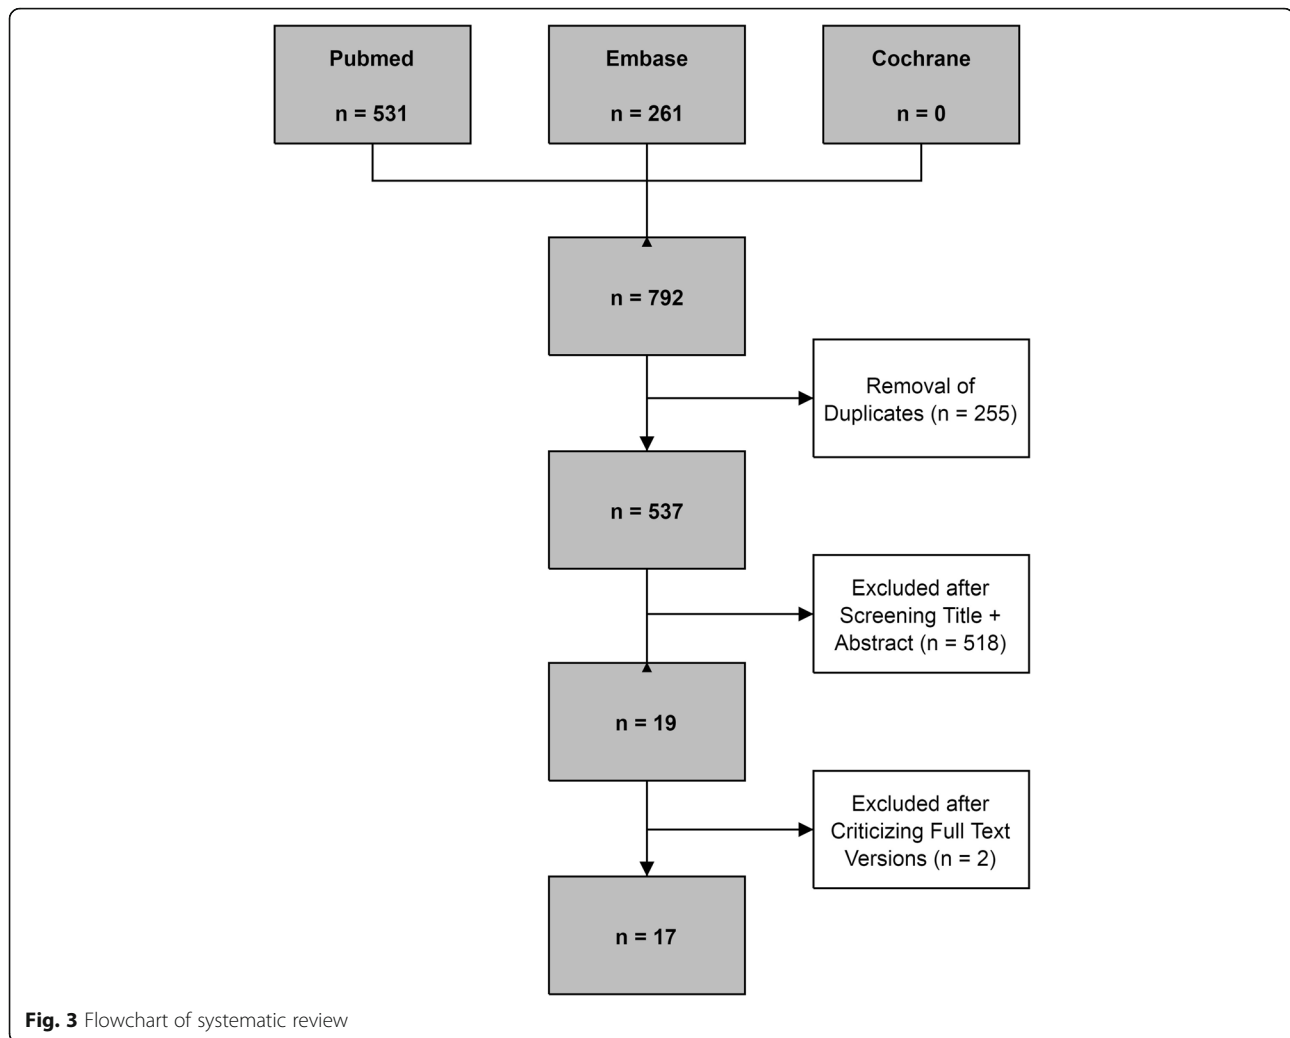 Pubmed
n = 531
Embase
n = 261
Cochrane
n = 0
n = 792
Removal of
Duplicates (n = 255)
n = 537
Excluded after
Screening Title +
Abstract (n = 518)
n = 19
Excluded after
Criticizing Full Text
Versions (n = 2)
n = 17
Fig. 3 Flowchart of systematic review